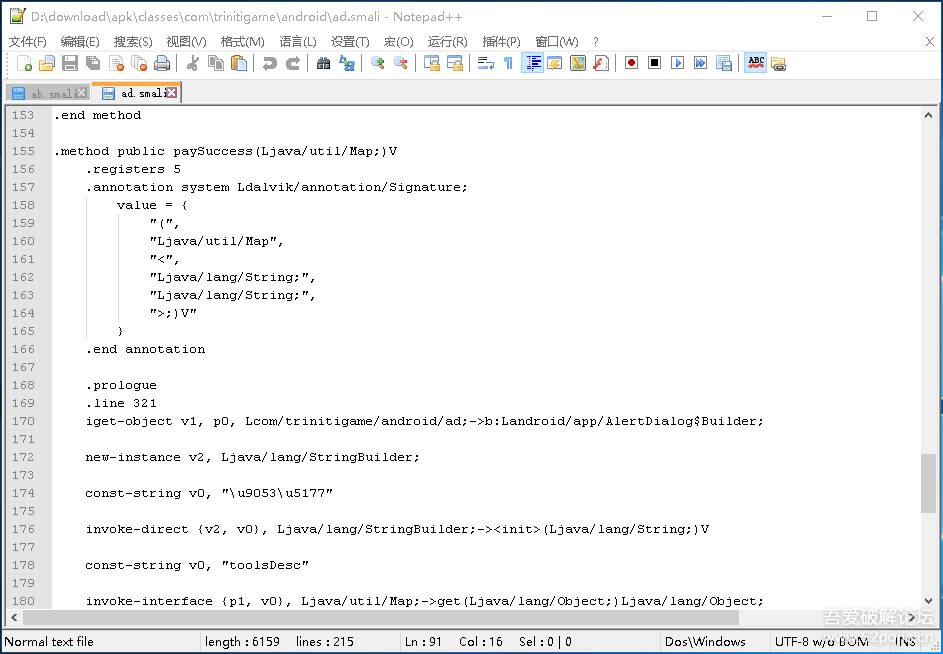 D:\download\apk\classes\com\trinitigame\android\ad.smali - Notepad++
文件(F) 编辑(E) 搜索(S) 视图(V) 格式(M) 语言(L) 设置(T) 宏(O) 运行(R) 插件(P) 窗口(W) ? X
ABC
ab.smali ad.smali
153 .end method
154
155 .method public paySuccess(Ljava/util/Map;)V
156 .registers 5
157 .annotation system Ldalvik/annotation/Signature;
158 value = {
159 "(",
160 "Ljava/util/Map",
161 "<",
162 "Ljava/lang/String;",
163 "Ljava/lang/String;",
164 ">;)V"
165 }
166 .end annotation
167
168 .prologue
169 .line 321
170 iget-object v1, p0, Lcom/trinitigame/android/ad;->b:Landroid/app/AlertDialog$Builder;
171
172 new-instance v2, Ljava/lang/StringBuilder;
173
174 const-string v0, "\u9053\u5177"
175
176 invoke-direct {v2, v0}, Ljava/lang/StringBuilder;-><init>(Ljava/lang/String;)V
177
178 const-string v0, "toolsDesc"
179
180 invoke-interface {p1, v0}, Ljava/util/Map;->get(Ljava/lang/Object;)Ljava/lang/Object;
吾爱破解论坛
www.52pojie.cn
Normal text file length : 6159 lines : 215 Ln : 91 Col : 16 Sel : 0 | 0 Dos\Windows UTF-8 w/o BOM INS